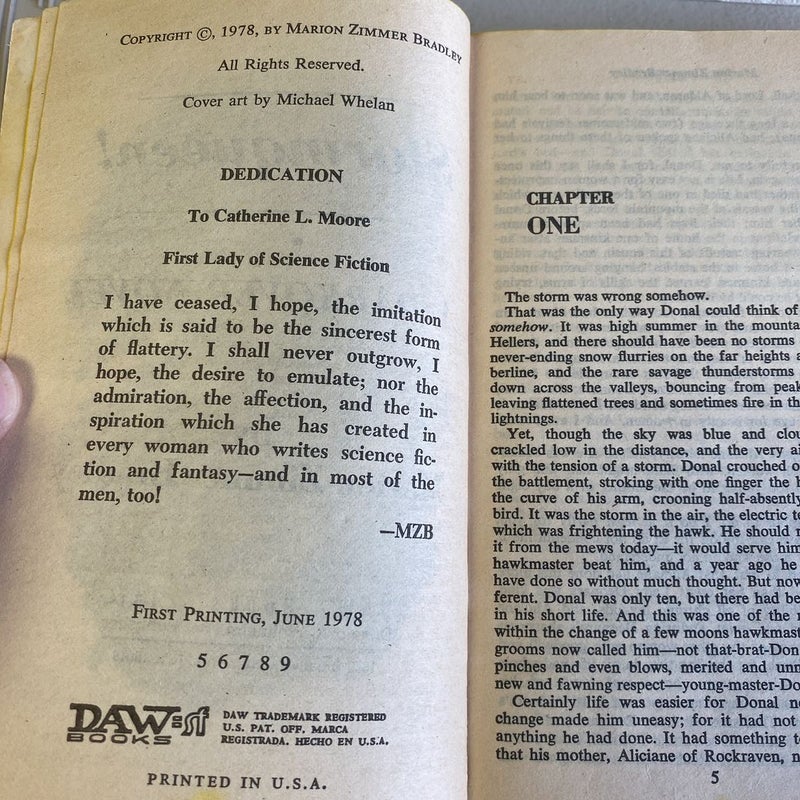 COPYRIGHT ©, 1978, BY MARION ZIMMER BRADLEY
All Rights Reserved.
Cover art by Michael Whelan
DEDICATION
To Catherine L. Moore
First Lady of Science Fiction
I have ceased, I hope, the imitation
which is said to be the sincerest form
of flattery. I shall never outgrow, I
hope, the desire to emulate; nor the
admiration, the affection, and the in-
spiration which she has created in
every woman who writes science fic-
tion and fantasy—and in most of the
men, too!
—MZB
FIRST PRINTING, JUNE 1978
5 6 7 8 9
DAW sf
BOOKS
DAW TRADEMARK REGISTERED
U.S. PAT. OFF. MARCA
REGISTRADA. HECHO EN U.S.A.
PRINTED IN U.S.A.
CHAPTER
ONE
The storm was wrong somehow.
That was the only way Donal could think of
somehow. It was high summer in the mounta
Hellers, and there should have been no storms
never-ending snow flurries on the far heights a
berline, and the rare savage thunderstorms
down across the valleys, bouncing from peak
leaving flattened trees and sometimes fire in th
lightnings.
Yet, though the sky was blue and clou
crackled low in the distance, and the very ai
with the tension of a storm. Donal crouched o
the battlement, stroking with one finger the h
the curve of his arm, crooning half-absently
bird. It was the storm in the air, the electric te
which was frightening the hawk. He should n
it from the mews today—it would serve him
hawkmaster beat him, and a year ago he
have done so without much thought. But now
ferent. Donal was only ten, but there had be
in his short life. And this was one of the
within the change of a few moons hawkmast
grooms now called him—not that-brat-Don
pinches and even blows, merited and unm
new and fawning respect—young-master-Do
Certainly life was easier for Donal n
change made him uneasy; for it had not
anything he had done. It had something t
that his mother, Aliciane of Rockraven, n
5